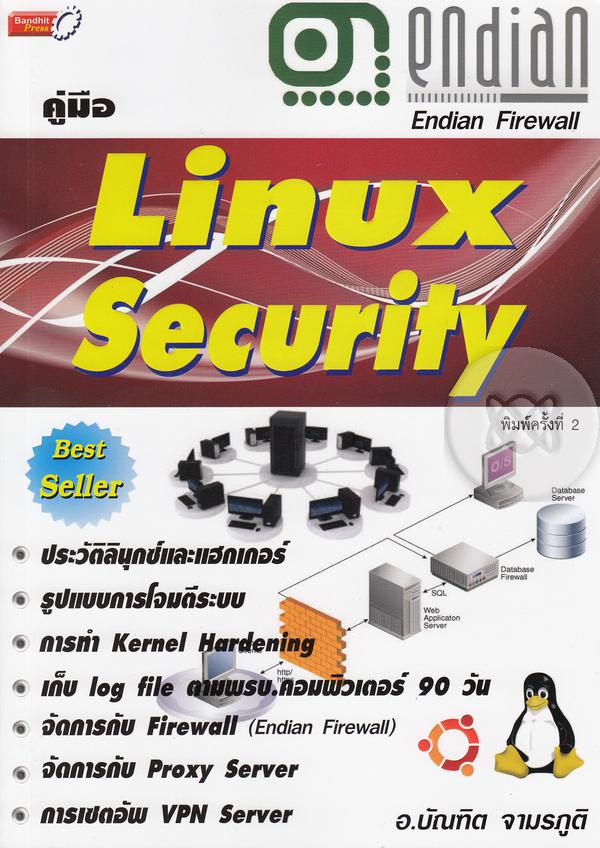 Bandhit
Press
endian
Endian Firewall
คู่มือ
Linux
Security
พิมพ์ครั้งที่ 2
Best
Seller
O/S
Database
Server
Database
Firewall
SQL
Web
Applicaton
Server
http/
ประวัติลินุกซ์และแฮกเกอร์
รูปแบบการโจมตีระบบ
การทำ Kernel Hardening
เก็บ log file ตามพรบ.คอมพิวเตอร์ 90 วัน
จัดการกับ Firewall (Endian Firewall)
จัดการกับ Proxy Server
การเซตอัพ VPN Server
อ.บัณฑิต จามรภูติ